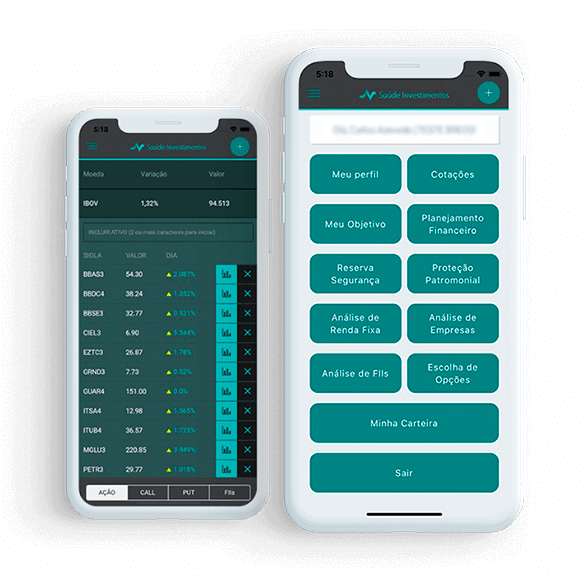 5:18
Saúde Investimentos
+
Moeda Variação Valor
IBOV 1,32% 94.513
INCLUIR ATIVO (2 ou mais caracteres para iniciar)
SIGLA VALOR DIA
BBAS3 54.30 2.087%
BBDC4 38.24 1.352%
BBSE3 32.77 0.521%
CIEL3 6.90 5.344%
EZTC3 26.87 1.78%
GRND3 7.73 0.52%
GUAR4 151.00 0.0%
ITSA4 12.98 1.565%
ITUB4 36.57 1.725%
MGLU3 220.85 3.949%
PETR3 29.77 1.018%
AÇÃO CALL PUT FIIs
5:18
Saúde Investimentos
+
Meu perfil
Cotações
Meu Objetivo
Planejamento
Financeiro
Reserva
Segurança
Proteção
Patromonial
Análise de
Renda Fixa
Análise de
Empresas
Análise de FIIs
Escolha de
Opções
Minha Carteira
Sair